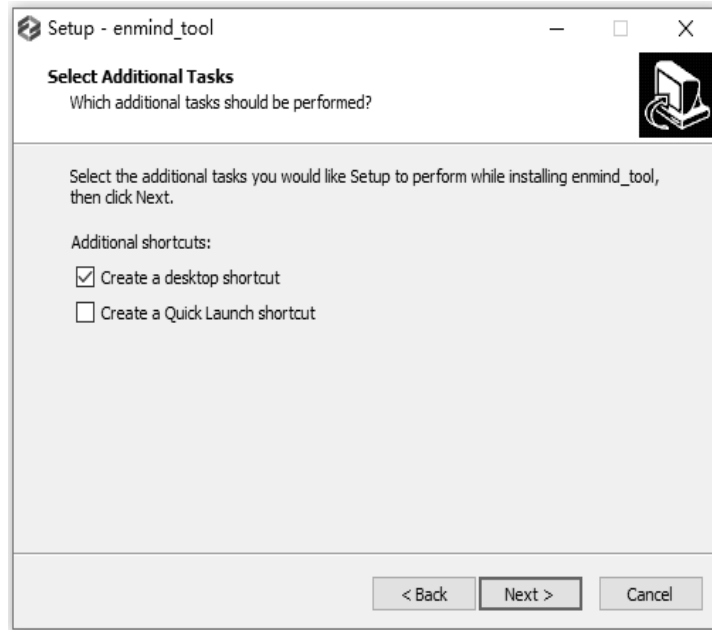 Setup - enmind_tool
Select Additional Tasks
Which additional tasks should be performed?
Select the additional tasks you would like Setup to perform while installing enmind_tool,
then click Next.
Additional shortcuts:
Create a desktop shortcut
Create a Quick Launch shortcut
< Back
Next >
Cancel